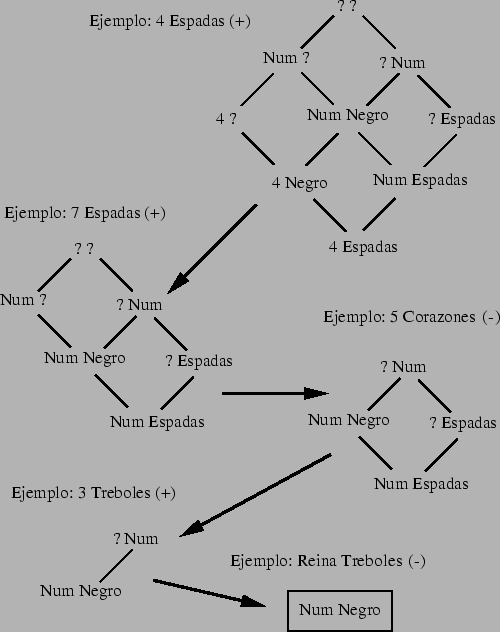 Ejemplo: 4 Espadas (+)
? ?
Num ?
? Num
4 ?
Num Negro
? Espadas
4 Negro
Num Espadas
4 Espadas
Ejemplo: 7 Espadas (+)
? ?
Num ?
? Num
Num Negro
? Espadas
Num Espadas
Ejemplo: 5 Corazones (-)
? Num
Num Negro
? Espadas
Num Espadas
Ejemplo: 3 Treboles (+)
? Num
Num Negro
Ejemplo: Reina Treboles (-)
Num Negro